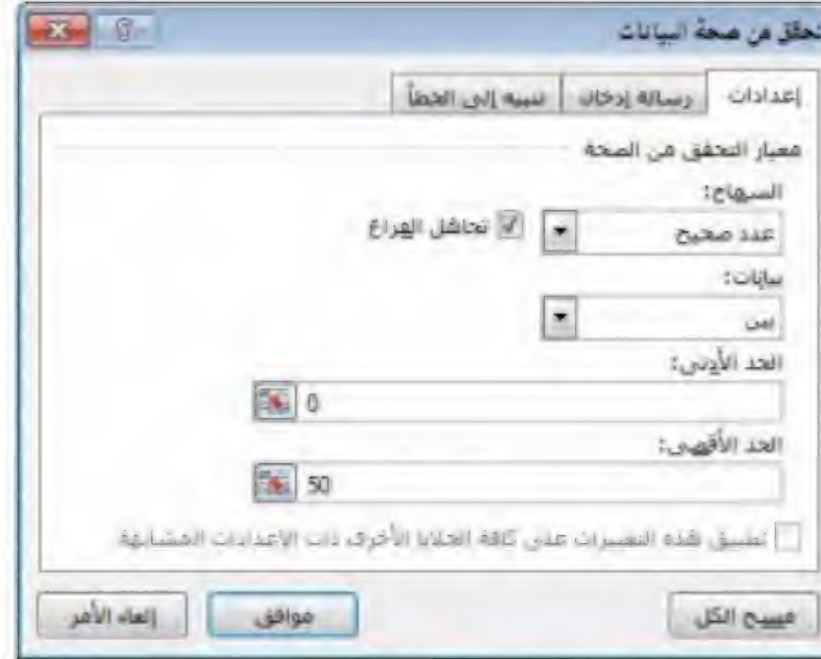 تحقق من صحة البيانات
إعدادات
رسالة إدخال
تنبيه إلى الخطأ
معيار التحقق من الصحة
السماح:
عدد صحيح
تجاهل الفراغ
بيانات:
بين
الحد الأدنى:
0
الحد الأقصى:
50
تطبيق هذه التغييرات على كافة الخلايا الأخرى ذات الإعدادات المشابهة
مسح الكل
موافق
إلغاء الأمر